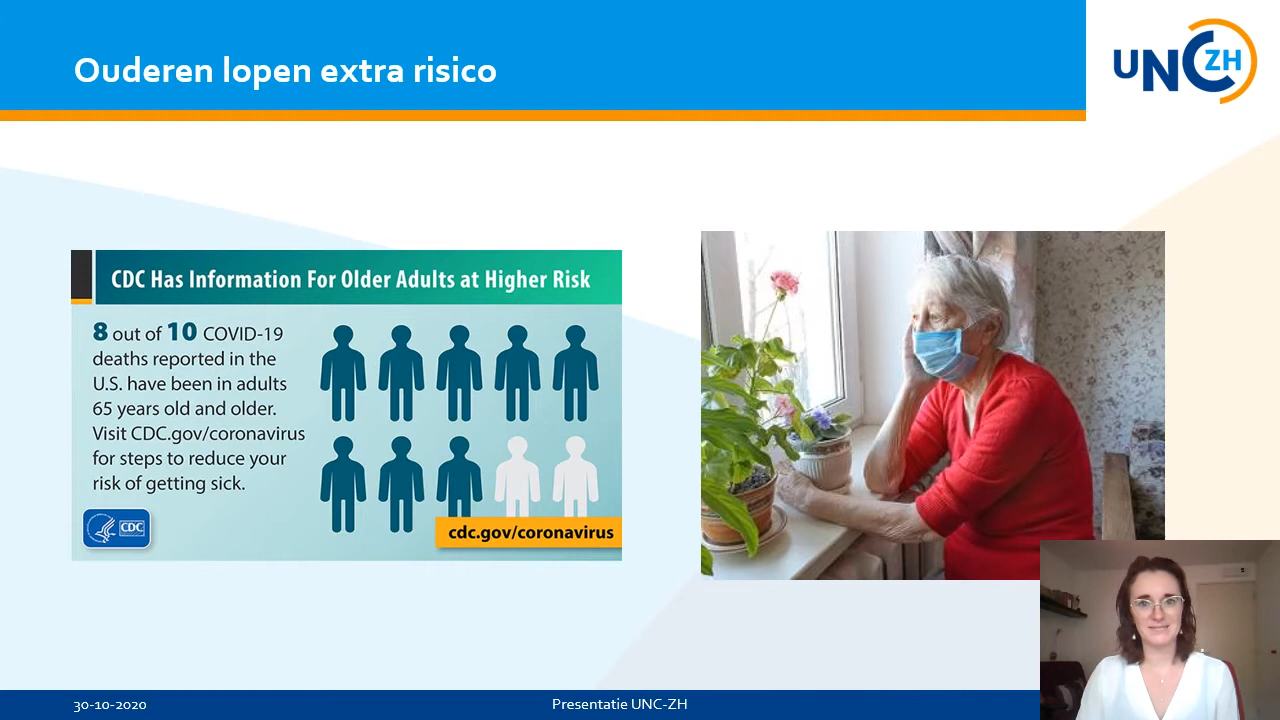 Ouderen lopen extra risico
UNC ZH
CDC Has Information For Older Adults at Higher Risk
8 out of 10 COVID-19
deaths reported in the
U.S. have been in adults
65 years old and older.
Visit CDC.gov/coronavirus
for steps to reduce your
risk of getting sick.
CDC
cdc.gov/coronavirus
30-10-2020
Presentatie UNC-ZH